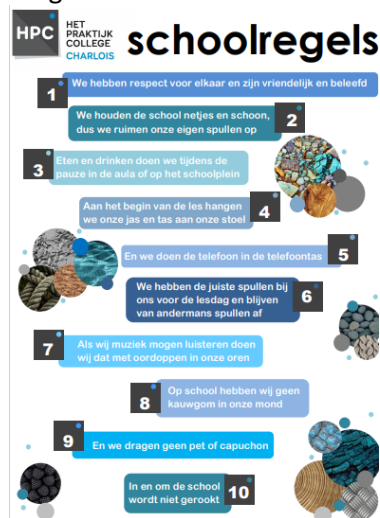 HPC
HET
PRAKTIJK
COLLEGE
CHARLOIS
schoolregels
1
We hebben respect voor elkaar en zijn vriendelijk en beleefd
We houden de school netjes en schoon,
dus we ruimen onze eigen spullen op
2
3
Eten en drinken doen we tijdens de
pauze in de aula of op het schoolplein
Aan het begin van de les hangen
we onze jas en tas aan onze stoel
4
En we doen de telefoon in de telefoontas
5
We hebben de juiste spullen bij
ons voor de lesdag en blijven
van andermans spullen af
6
7
Als wij muziek mogen luisteren doen
wij dat met oordoppen in onze oren
8
Op school hebben wij geen
kauwgom in onze mond
9
En we dragen geen pet of capuchon
In en om de school
wordt niet gerookt
10